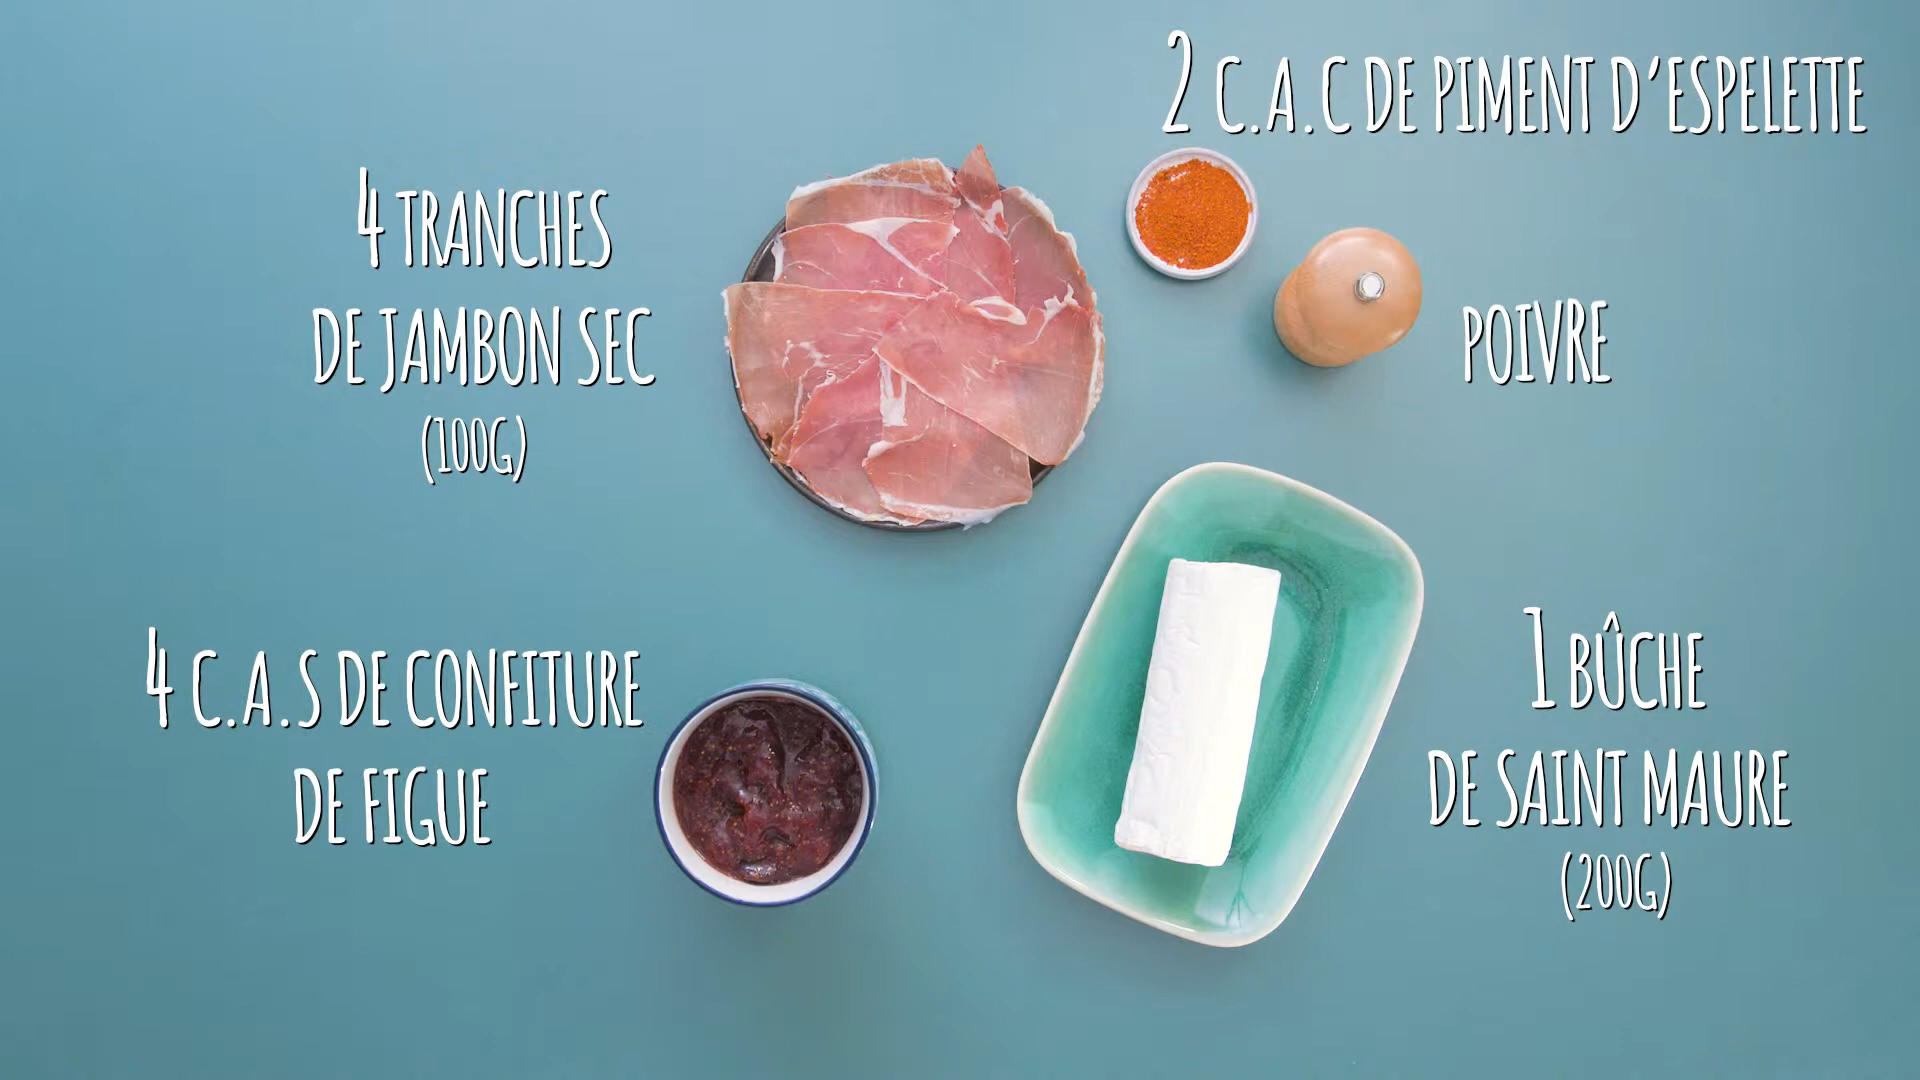 2 C.A.C DE PIMENT D'ESPELETTE
4 TRANCHES
DE JAMBON SEC
(100G)
POIVRE
4 C.A.S DE CONFITURE
DE FIGUE
1 BÛCHE
DE SAINT MAURE
(200G)